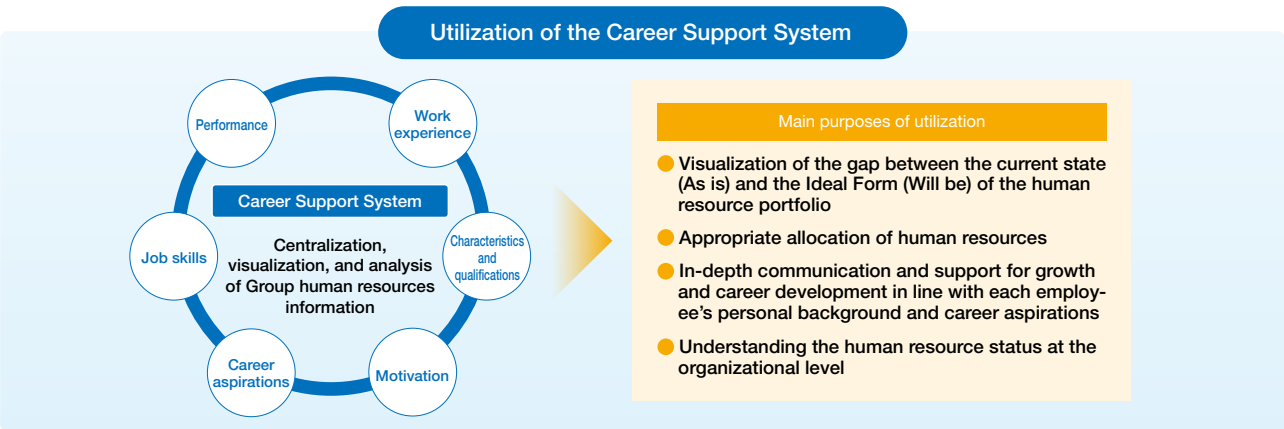 Utilization of the Career Support System
Performance
Work
experience
Career Support System
Job skills
Centralization,
visualization, and analysis
of Group human resources
information
Characteristics
and
qualifications
Career
aspirations
Motivation
Main purposes of utilization
Visualization of the gap between the current state
(As is) and the Ideal Form (Will be) of the human
resource portfolio
Appropriate allocation of human resources
In-depth communication and support for growth
and career development in line with each employ-
ee’s personal background and career aspirations
Understanding the human resource status at the
organizational level